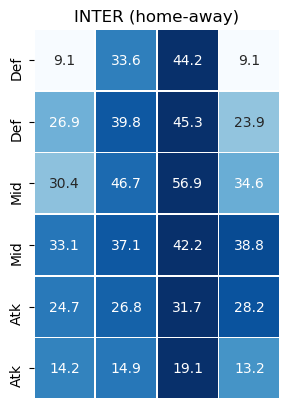 INTER (home-away)
Def 9.1 33.6 44.2 9.1
Def 26.9 39.8 45.3 23.9
Mid 30.4 46.7 56.9 34.6
Mid 33.1 37.1 42.2 38.8
Atk 24.7 26.8 31.7 28.2
Atk 14.2 14.9 19.1 13.2